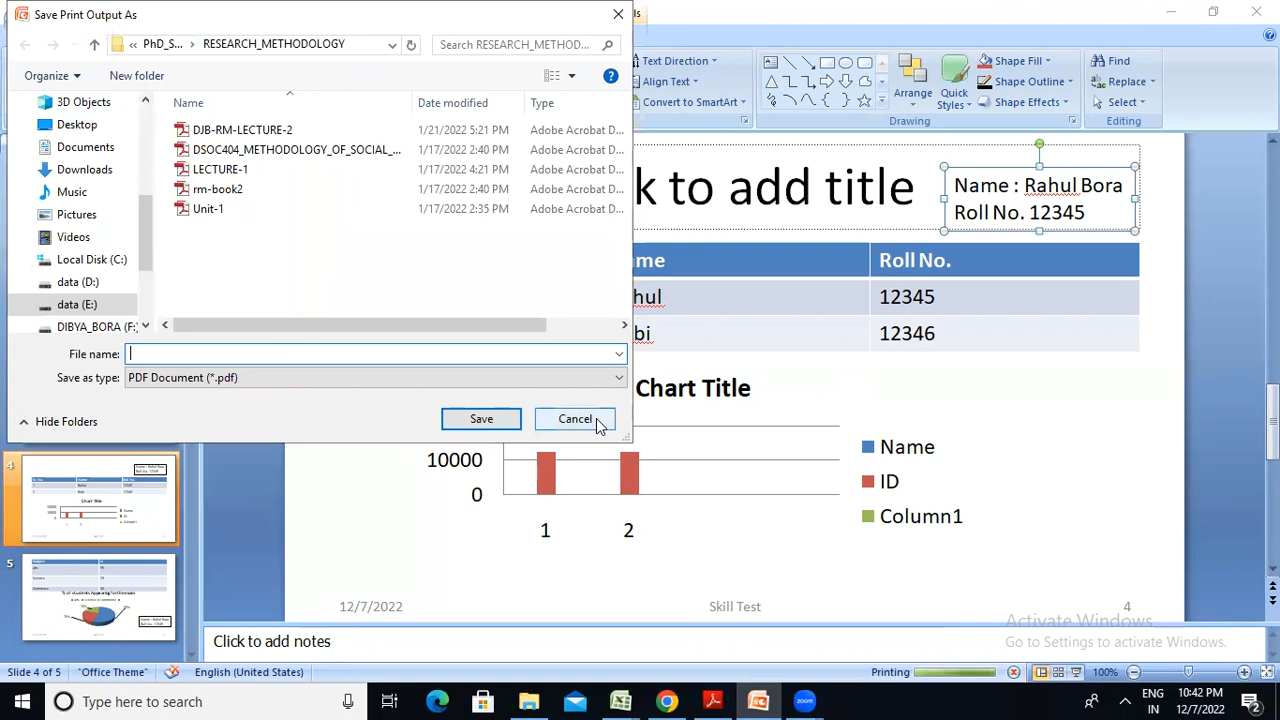 Save Print Output As
PhD_S...
RESEARCH_METHODOLOGY
Search RESEARCH_METHOD...
Organize
New folder
Name
Date modified
Type
3D Objects
Desktop
Documents
Downloads
Music
Pictures
Videos
Local Disk (C:)
data (D:)
data (E:)
DIBYA_BORA (F:)
DJB-RM-LECTURE-2 1/21/2022 5:21 PM Adobe Acrobat D...
DSOC404_METHODOLOGY_OF_SOCIAL_... 1/17/2022 2:40 PM Adobe Acrobat D...
LECTURE-1 1/17/2022 4:21 PM Adobe Acrobat D...
rm-book2 1/17/2022 2:40 PM Adobe Acrobat D...
Unit-1 1/17/2022 2:35 PM Adobe Acrobat D...
File name:
Save as type: PDF Document (*.pdf)
Hide Folders
Save
Cancel
Text Direction
Align Text
Convert to SmartArt
Arrange
Quick
Styles
Shape Fill
Shape Outline
Shape Effects
Drawing
Find
Replace
Select
Editing
k to add title
Name : Rahul Bora
Roll No. 12345
Roll No.
12345
12346
Chart Title
10000
0
1 2
Name
ID
Column1
12/7/2022
Skill Test
4
Activate Windows
Go to Settings to activate Windows.
Click to add notes
4
Chart Title
5
Slide 4 of 5
"Office Theme"
English (United States)
Printing
100%
Type here to search
ENG
IN
10:42 PM
12/7/2022
2